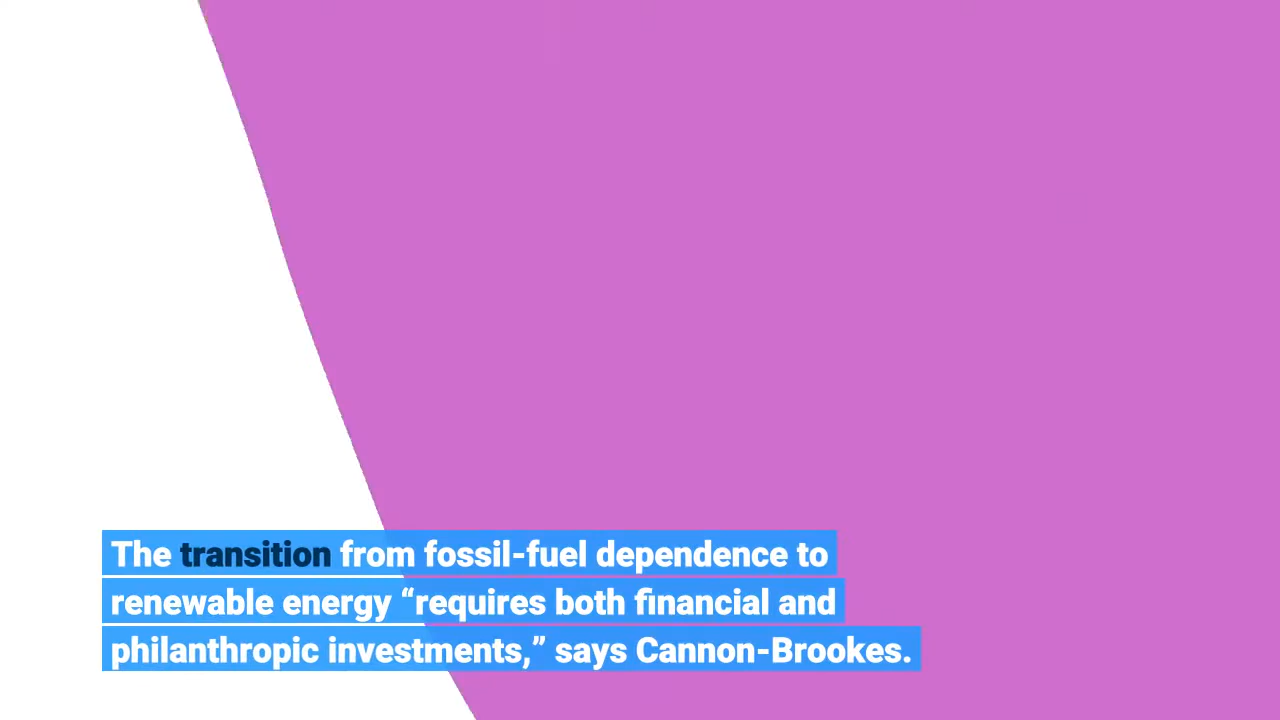 The transition from fossil-fuel dependence to
renewable energy “requires both financial and
philanthropic investments,” says Cannon-Brookes.